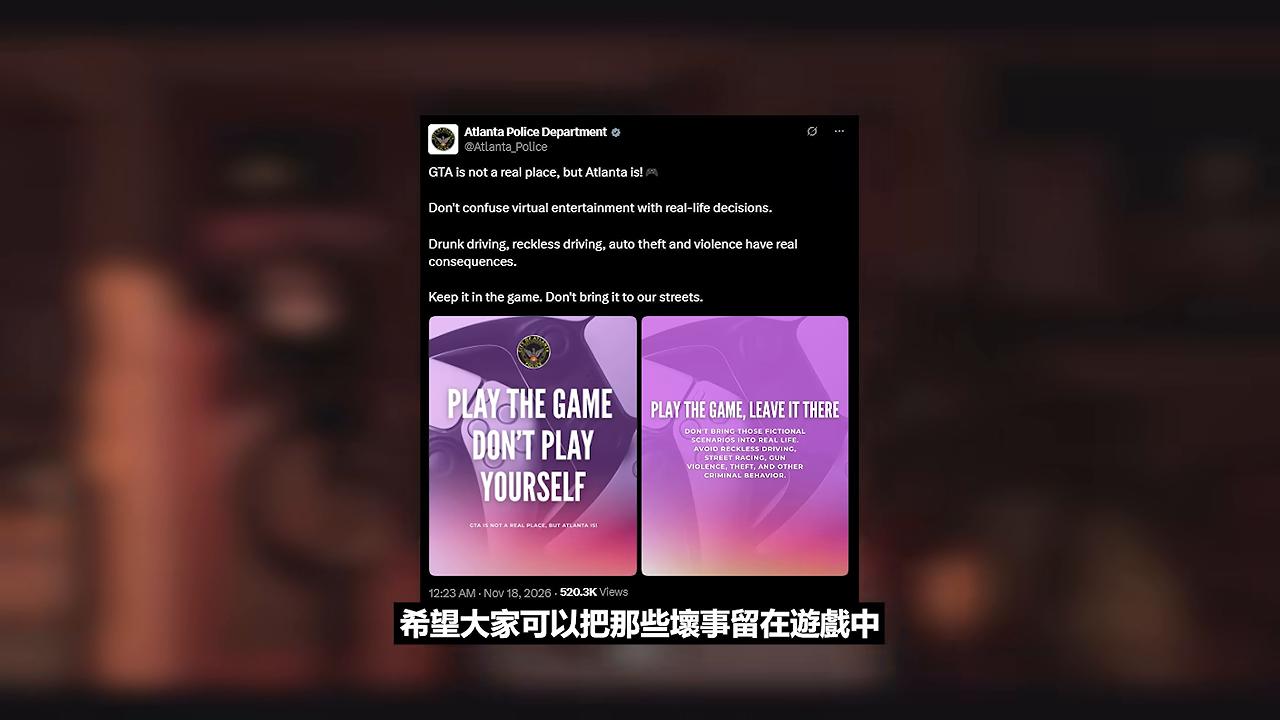 Atlanta Police Department
@Atlanta_Police
GTA is not a real place, but Atlanta is! 🎮
Don't confuse virtual entertainment with real-life decisions.
Drunk driving, reckless driving, auto theft and violence have real
consequences.
Keep it in the game. Don't bring it to our streets.
PLAY THE GAME
DON'T PLAY
YOURSELF
GTA IS NOT A REAL PLACE, BUT ATLANTA IS!
PLAY THE GAME, LEAVE IT THERE
DON'T BRING THOSE FICTIONAL
SCENARIOS INTO REAL LIFE.
AVOID RECKLESS DRIVING,
STREET RACING, GUN
VIOLENCE, THEFT, AND OTHER
CRIMINAL BEHAVIOR.
12:23 AM · Nov 18, 2026 · 520.3K Views
希望大家可以把那些壞事留在遊戲中